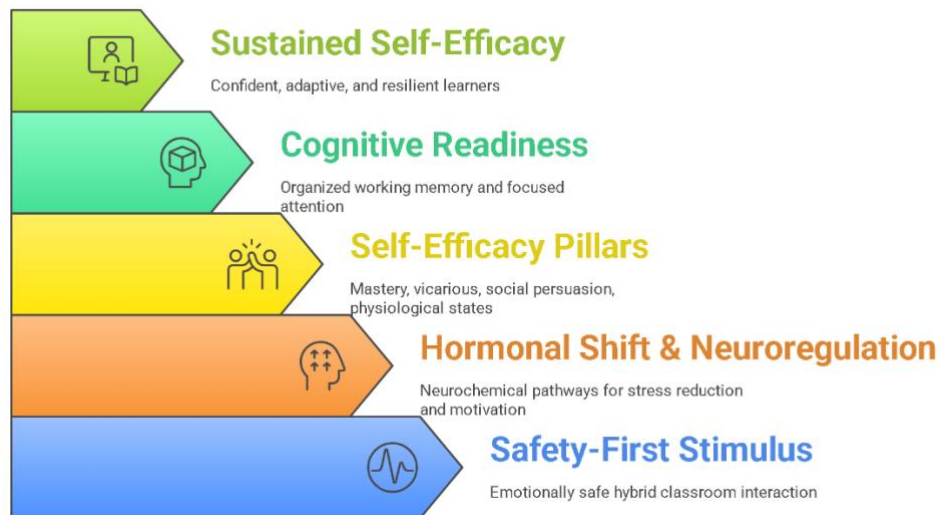 Sustained Self-Efficacy
Confident, adaptive, and resilient learners
Cognitive Readiness
Organized working memory and focused
attention
Self-Efficacy Pillars
Mastery, vicarious, social persuasion,
physiological states
Hormonal Shift & Neuroregulation
Neurochemical pathways for stress reduction
and motivation
Safety-First Stimulus
Emotionally safe hybrid classroom interaction